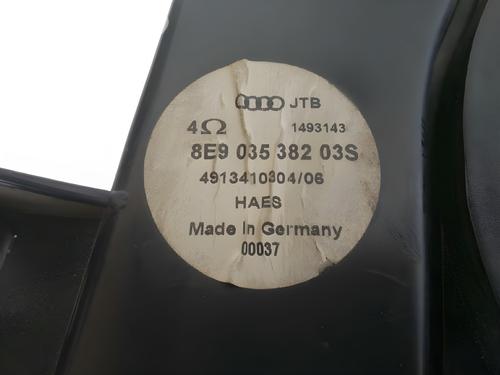 JTB
4Ω 1493143
8E9 035 382 03S
4913410304/06
HAES
Made In Germany
00037